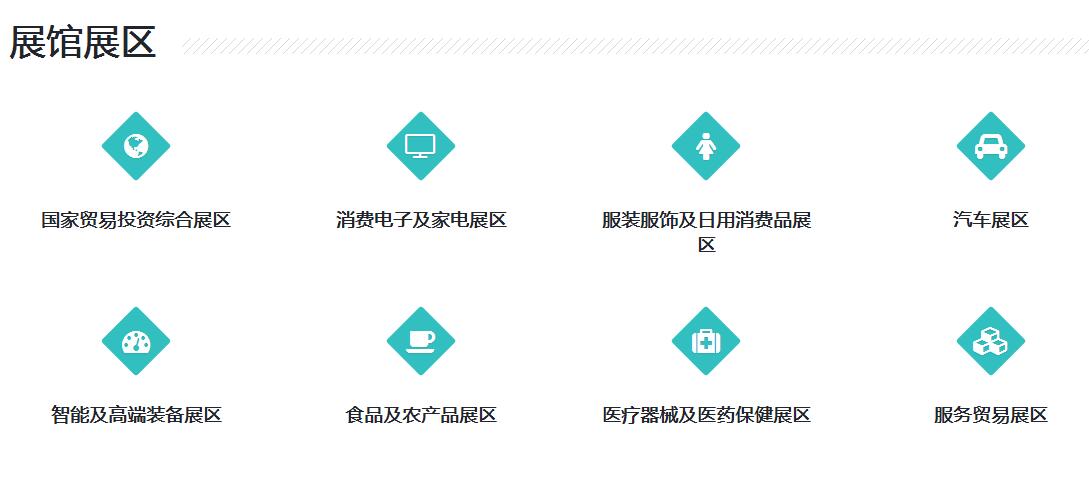 展馆展区
国家贸易投资综合展区
消费电子及家电展区
服装服饰及日用消费品展
区
汽车展区
智能及高端装备展区
食品及农产品展区
医疗器械及医药保健展区
服务贸易展区